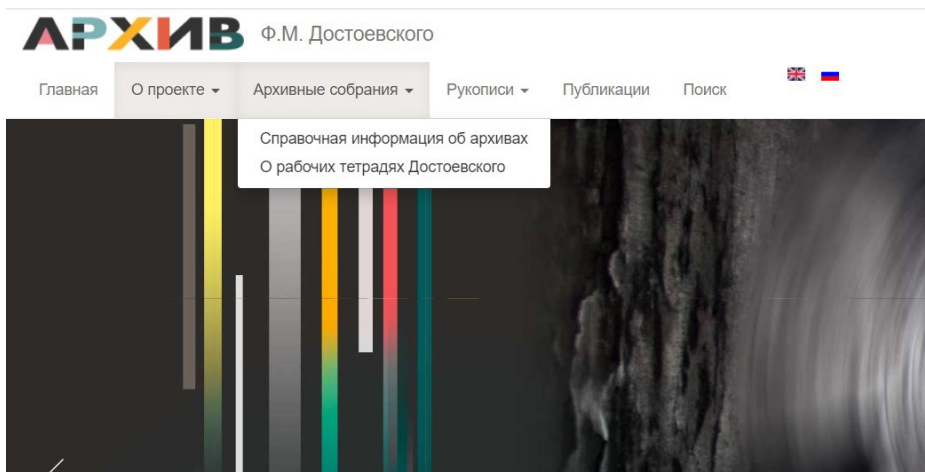 АРХИВ Ф.М. Достоевского
Главная О проекте Архивные собрания Рукописи Публикации Поиск
Справочная информация об архивах
О рабочих тетрадях Достоевского